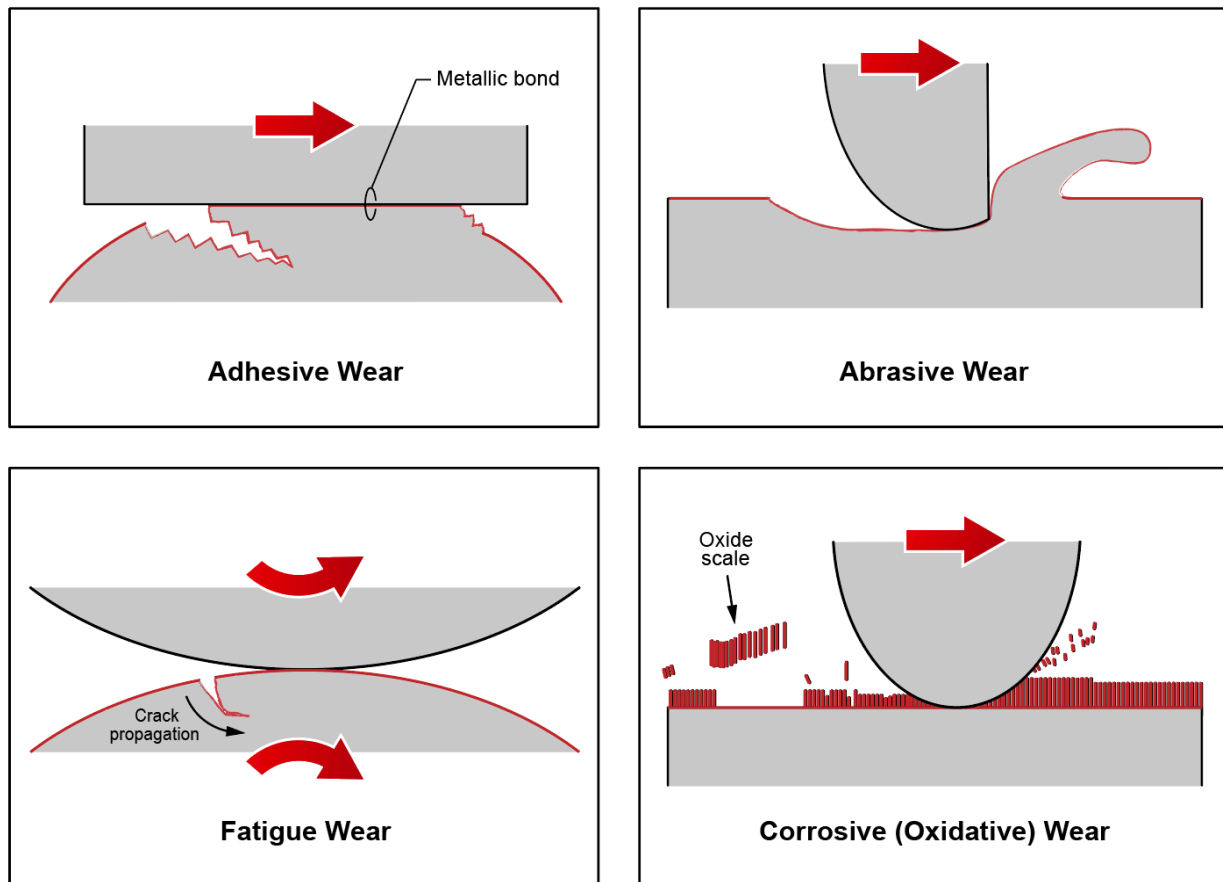 Metallic bond
Adhesive Wear
Abrasive Wear
Crack
propagation
Fatigue Wear
Oxide
scale
Corrosive (Oxidative) Wear